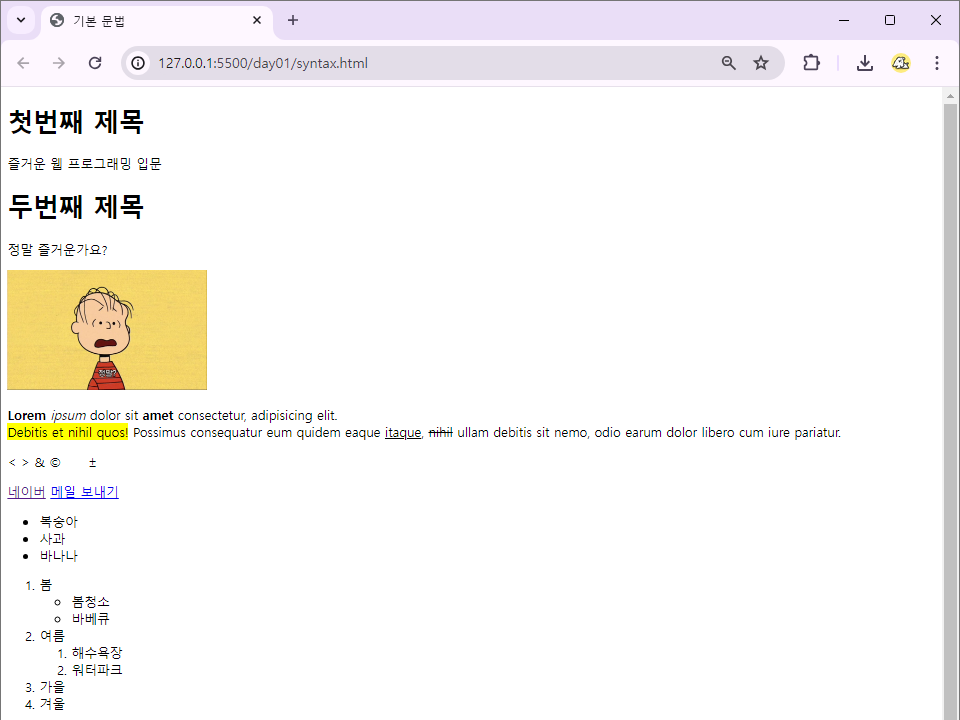 기본 문법
127.0.0.1:5500/day01/syntax.html
첫번째 제목
즐거운 웹 프로그래밍 입문
두번째 제목
정말 즐거운가요?
정말?
Lorem ipsum dolor sit amet consectetur, adipisicing elit.
Debitis et nihil quos! Possimus consequatur eum quidem eaque itaque, nihil ullam debitis sit nemo, odio earum dolor libero cum iure pariatur.
< > & © ±
네이버 메일 보내기
• 복숭아
• 사과
• 바나나
1. 봄
○ 봄청소
○ 바베큐
2. 여름
1. 해수욕장
2. 워터파크
3. 가을
4. 겨울